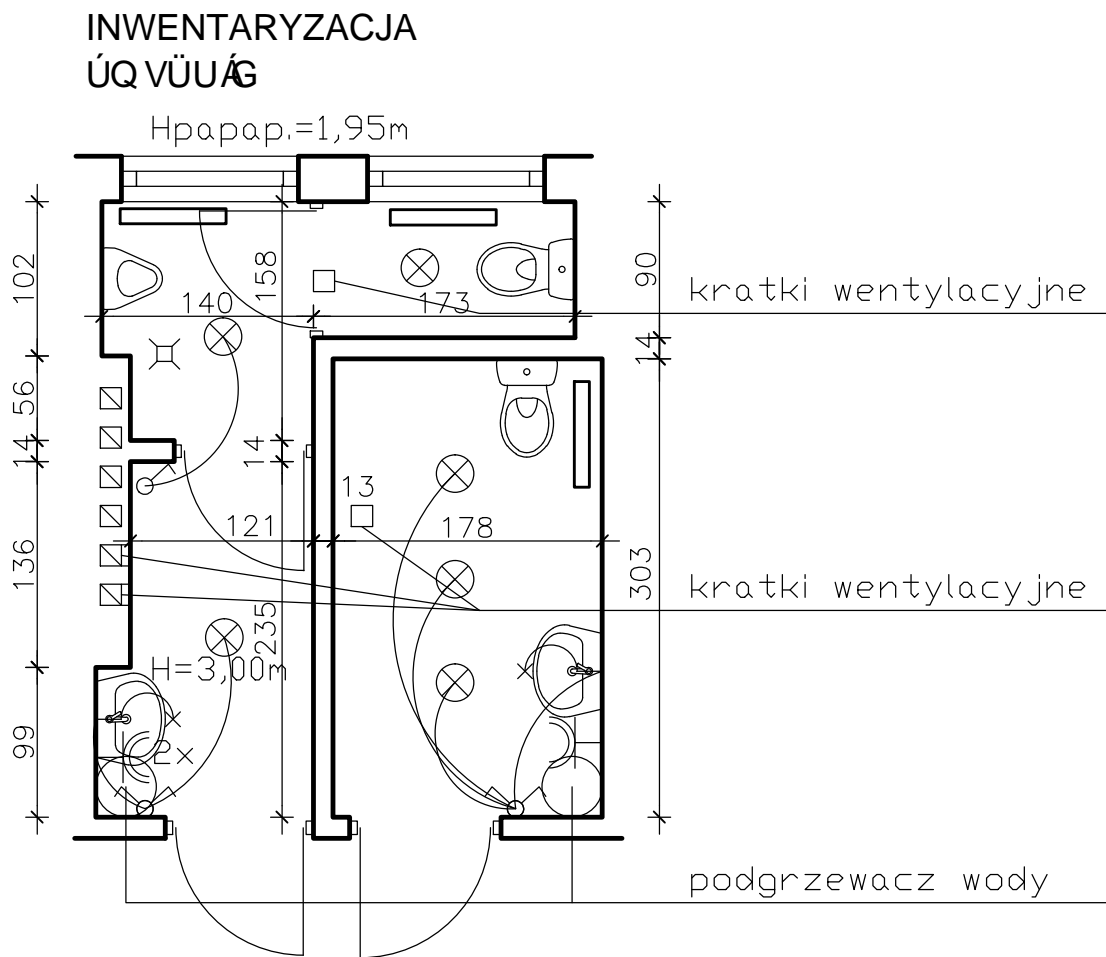 INWENTARYZACJA
ÚQ VÜUÁG
Hpapap.=1,95m
102
158
90
140
173
kratki wentylacyjne
14
56
14
14
13
121
178
136
303
kratki wentylacyjne
235
H=3,00m
99
2x
podgrzewacz wody